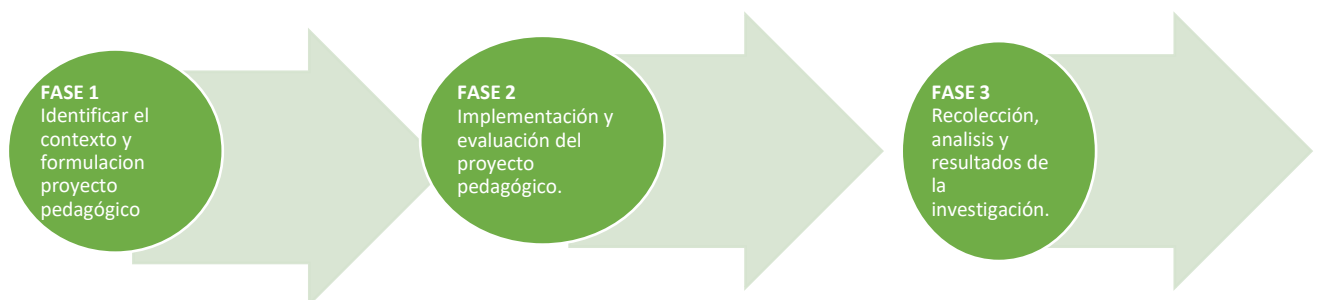 FASE 1
Identificar el
contexto y
formulacion
proyecto
pedagógico
FASE 2
Implementación y
evaluación del
proyecto
pedagógico.
FASE 3
Recolección,
analisis y
resultados de
la
investigación.